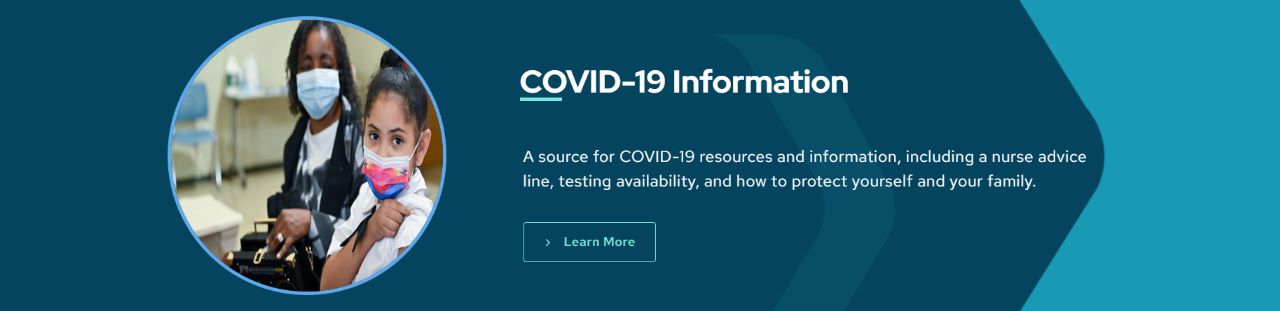 COVID-19 Information
A source for COVID-19 resources and information, including a nurse advice
line, testing availability, and how to protect yourself and your family.
Learn More